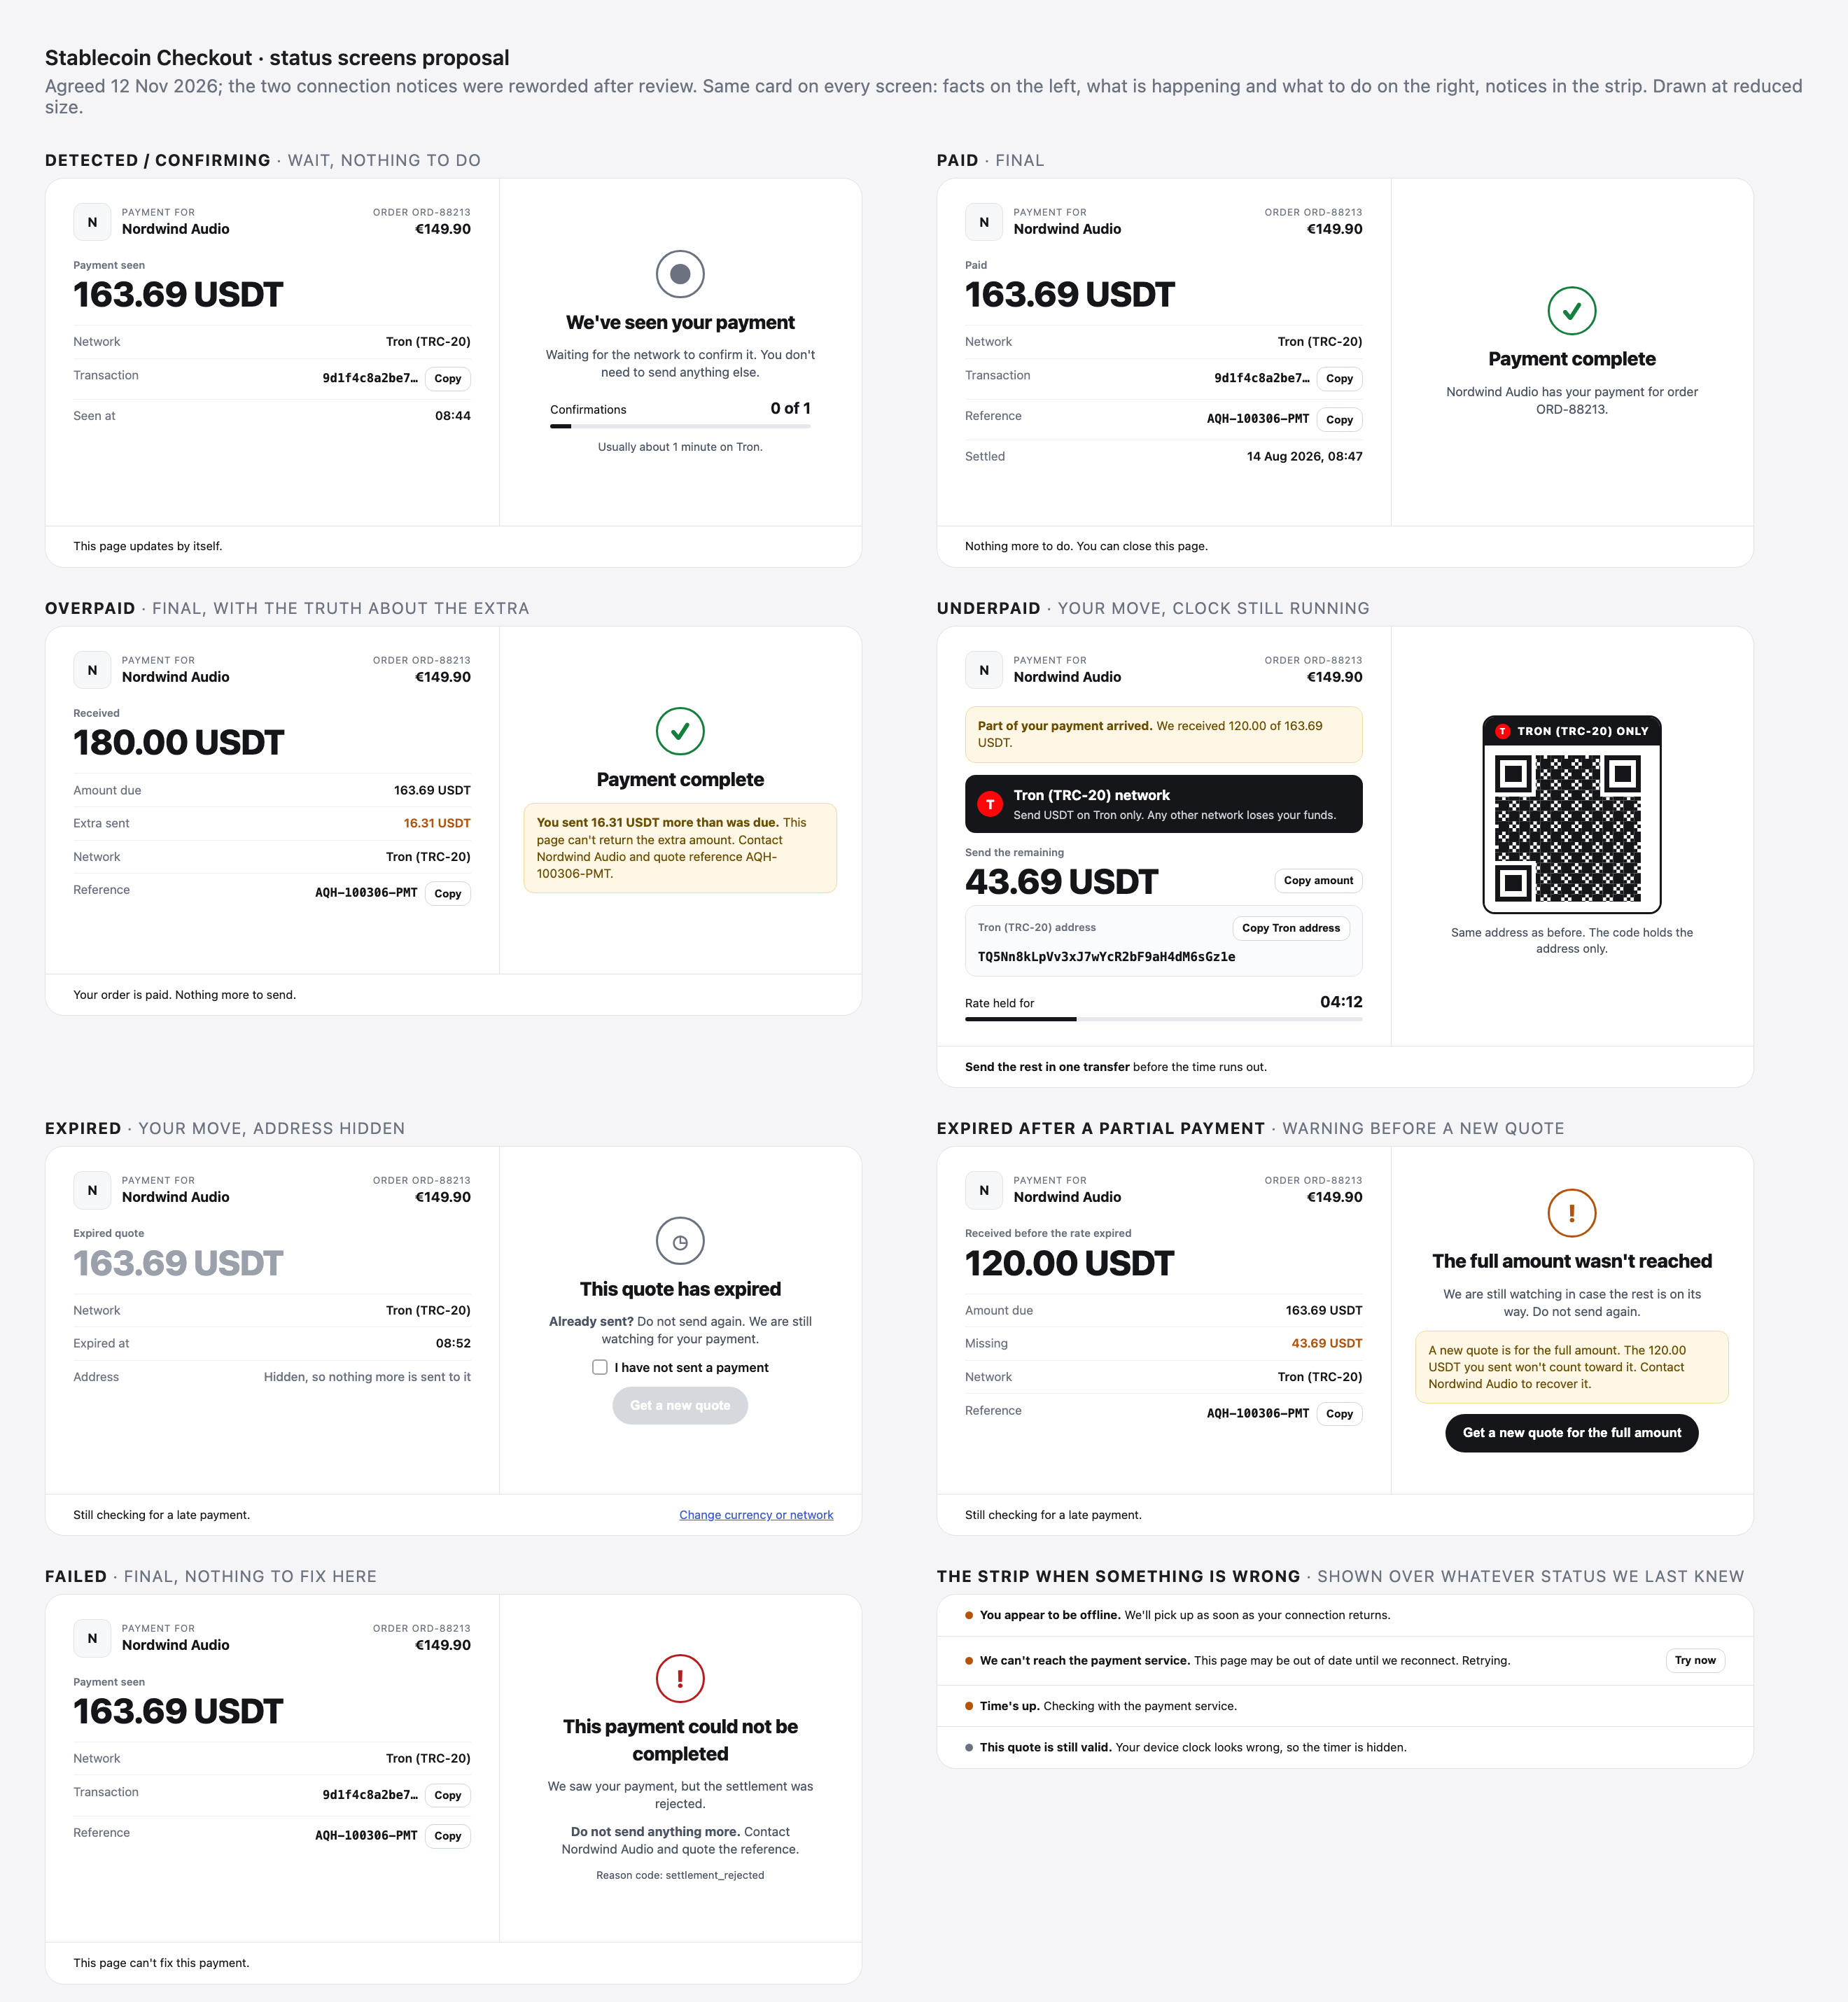 Stablecoin Checkout · status screens proposal
Agreed 12 Nov 2026; the two connection notices were reworded after review. Same card on every screen: facts on the left, what is happening and what to do on the right, notices in the strip. Drawn at reduced
size.
DETECTED / CONFIRMING · WAIT, NOTHING TO DO
N
PAYMENT FOR
Nordwind Audio
ORDER ORD-88213
€149.90
Payment seen
163.69 USDT
Network
Tron (TRC-20)
Transaction
9d1f4c8a2be7…
Copy
Seen at
08:44
We've seen your payment
Waiting for the network to confirm it. You don't
need to send anything else.
Confirmations
0 of 1
Usually about 1 minute on Tron.
This page updates by itself.
PAID · FINAL
N
PAYMENT FOR
Nordwind Audio
ORDER ORD-88213
€149.90
Paid
163.69 USDT
Network
Tron (TRC-20)
Transaction
9d1f4c8a2be7…
Copy
Reference
AQH-100306-PMT
Copy
Settled
14 Aug 2026, 08:47
Payment complete
Nordwind Audio has your payment for order
ORD-88213.
Nothing more to do. You can close this page.
OVERPAID · FINAL, WITH THE TRUTH ABOUT THE EXTRA
N
PAYMENT FOR
Nordwind Audio
ORDER ORD-88213
€149.90
Received
180.00 USDT
Amount due
163.69 USDT
Extra sent
16.31 USDT
Network
Tron (TRC-20)
Reference
AQH-100306-PMT
Copy
Payment complete
You sent 16.31 USDT more than was due. This
page can't return the extra amount. Contact
Nordwind Audio and quote reference AQH-
100306-PMT.
Your order is paid. Nothing more to send.
UNDERPAID · YOUR MOVE, CLOCK STILL RUNNING
N
PAYMENT FOR
Nordwind Audio
ORDER ORD-88213
€149.90
Part of your payment arrived. We received 120.00 of 163.69
USDT.
T
Tron (TRC-20) network
Send USDT on Tron only. Any other network loses your funds.
Send the remaining
43.69 USDT
Copy amount
Tron (TRC-20) address
Copy Tron address
TQ5Nn8kLpVv3xJ7wYcR2bF9aH4dM6sGz1e
Rate held for
04:12
T
TRON (TRC-20) ONLY
Same address as before. The code holds the
address only.
Send the rest in one transfer before the time runs out.
EXPIRED · YOUR MOVE, ADDRESS HIDDEN
N
PAYMENT FOR
Nordwind Audio
ORDER ORD-88213
€149.90
Expired quote
163.69 USDT
Network
Tron (TRC-20)
Expired at
08:52
Address
Hidden, so nothing more is sent to it
This quote has expired
Already sent? Do not send again. We are still
watching for your payment.
I have not sent a payment
Get a new quote
Still checking for a late payment.
Change currency or network
EXPIRED AFTER A PARTIAL PAYMENT · WARNING BEFORE A NEW QUOTE
N
PAYMENT FOR
Nordwind Audio
ORDER ORD-88213
€149.90
Received before the rate expired
120.00 USDT
Amount due
163.69 USDT
Missing
43.69 USDT
Network
Tron (TRC-20)
Reference
AQH-100306-PMT
Copy
!
The full amount wasn't reached
We are still watching in case the rest is on its
way. Do not send again.
A new quote is for the full amount. The 120.00
USDT you sent won't count toward it. Contact
Nordwind Audio to recover it.
Get a new quote for the full amount
Still checking for a late payment.
FAILED · FINAL, NOTHING TO FIX HERE
N
PAYMENT FOR
Nordwind Audio
ORDER ORD-88213
€149.90
Payment seen
163.69 USDT
Network
Tron (TRC-20)
Transaction
9d1f4c8a2be7…
Copy
Reference
AQH-100306-PMT
Copy
!
This payment could not be
completed
We saw your payment, but the settlement was
rejected.
Do not send anything more. Contact
Nordwind Audio and quote the reference.
Reason code: settlement_rejected
This page can't fix this payment.
THE STRIP WHEN SOMETHING IS WRONG · SHOWN OVER WHATEVER STATUS WE LAST KNEW
You appear to be offline. We'll pick up as soon as your connection returns.
We can't reach the payment service. This page may be out of date until we reconnect. Retrying.
Try now
Time's up. Checking with the payment service.
This quote is still valid. Your device clock looks wrong, so the timer is hidden.